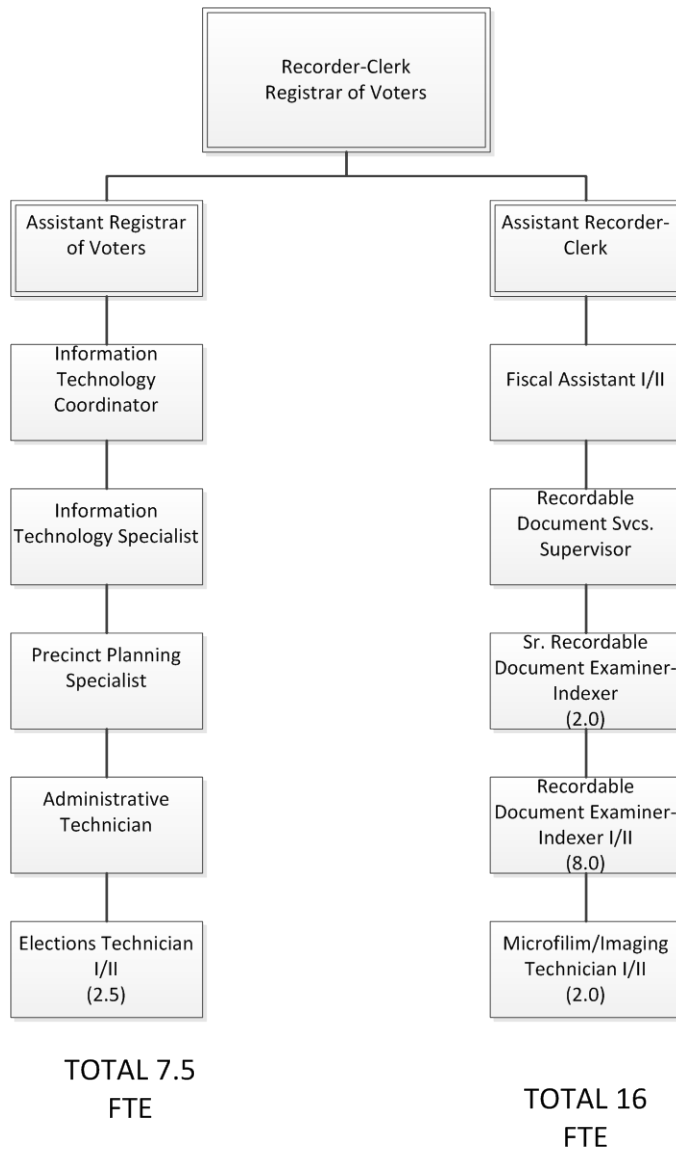 Recorder-Clerk
Registrar of Voters
Assistant Registrar
of Voters
Information
Technology
Coordinator
Information
Technology Specialist
Precinct Planning
Specialist
Administrative
Technician
Elections Technician
I/II
(2.5)
TOTAL 7.5
FTE
Assistant Recorder-
Clerk
Fiscal Assistant I/II
Recordable
Document Svcs.
Supervisor
Sr. Recordable
Document Examiner-
Indexer
(2.0)
Recordable
Document Examiner-
Indexer I/II
(8.0)
Microfilim/Imaging
Technician I/II
(2.0)
TOTAL 16
FTE